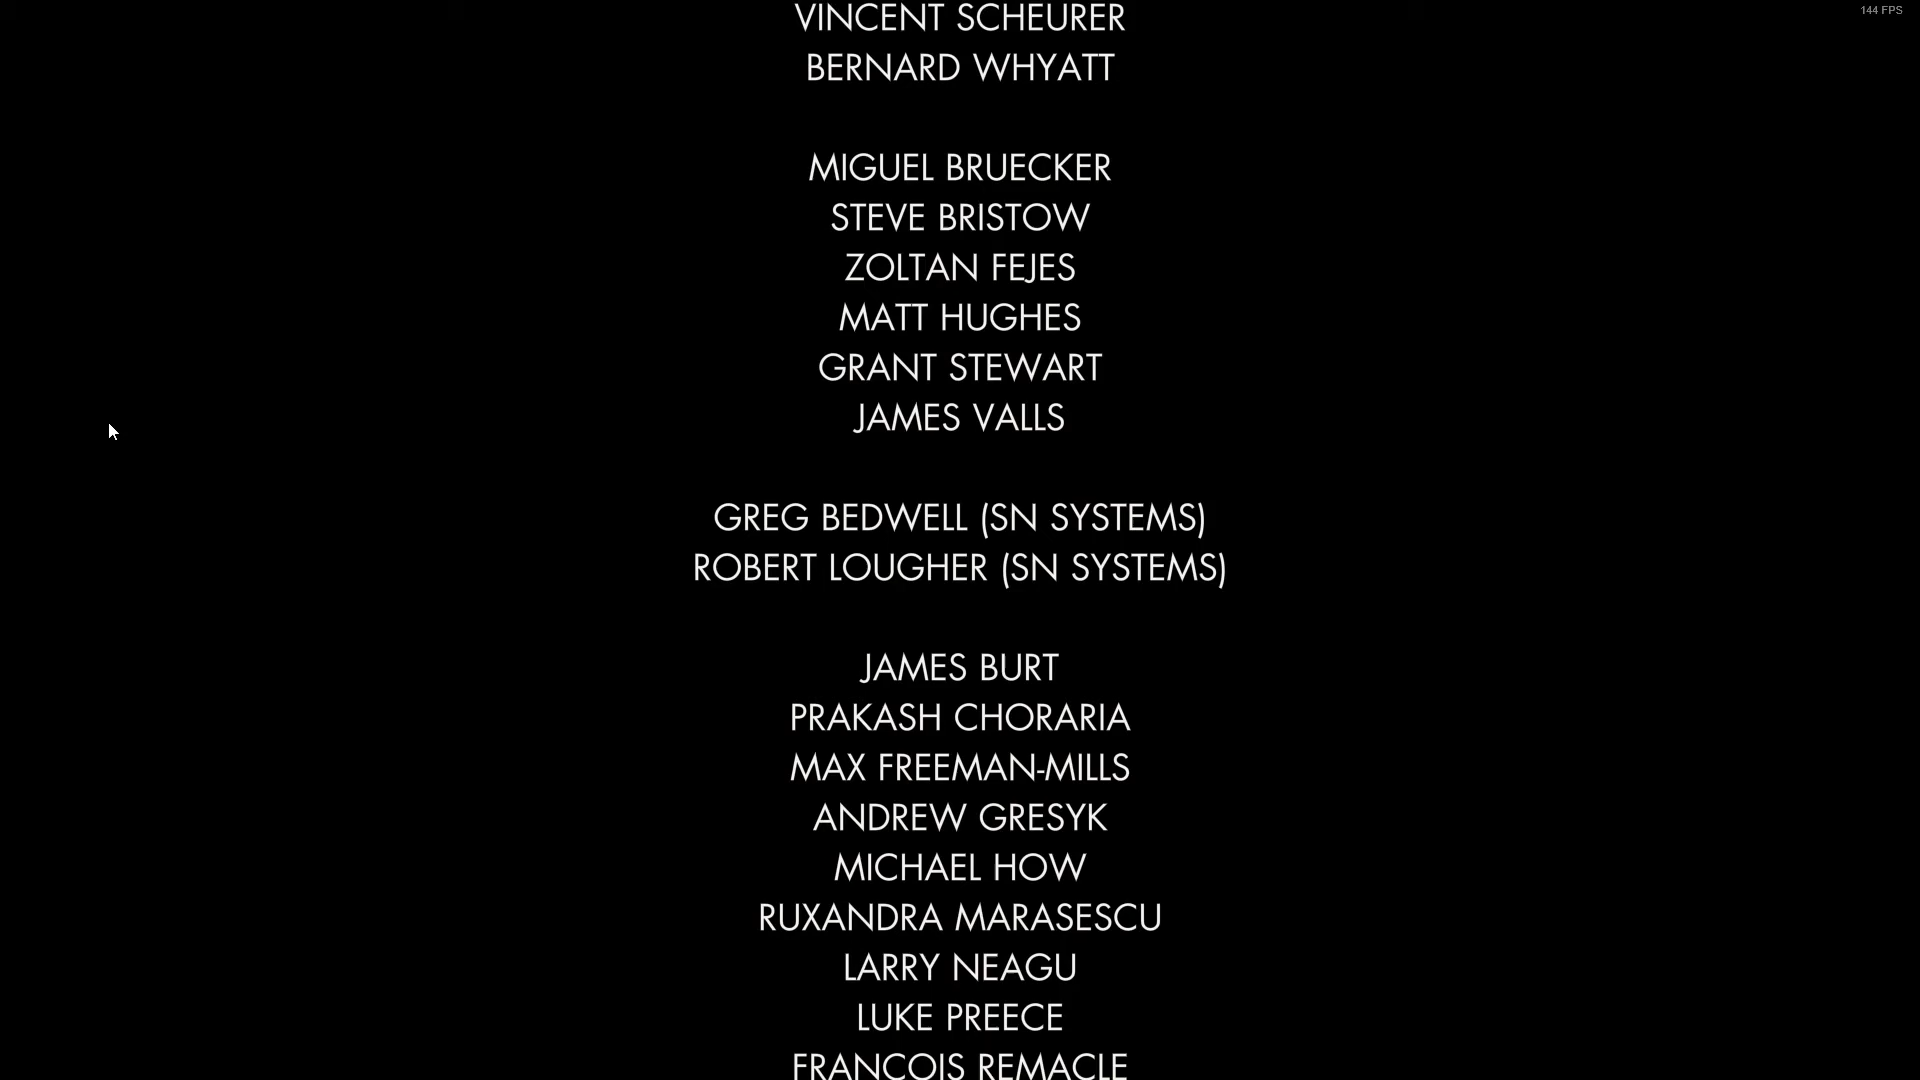 144 FPS
VINCENT SCHEURER
BERNARD WHYATT
MIGUEL BRUECKER
STEVE BRISTOW
ZOLTAN FEJES
MATT HUGHES
GRANT STEWART
JAMES VALLS
GREG BEDWELL (SN SYSTEMS)
ROBERT LOUGHER (SN SYSTEMS)
JAMES BURT
PRAKASH CHORARIA
MAX FREEMAN-MILLS
ANDREW GRESYK
MICHAEL HOW
RUXANDRA MARASESCU
LARRY NEAGU
LUKE PREECE
FRANCOIS REMACLE